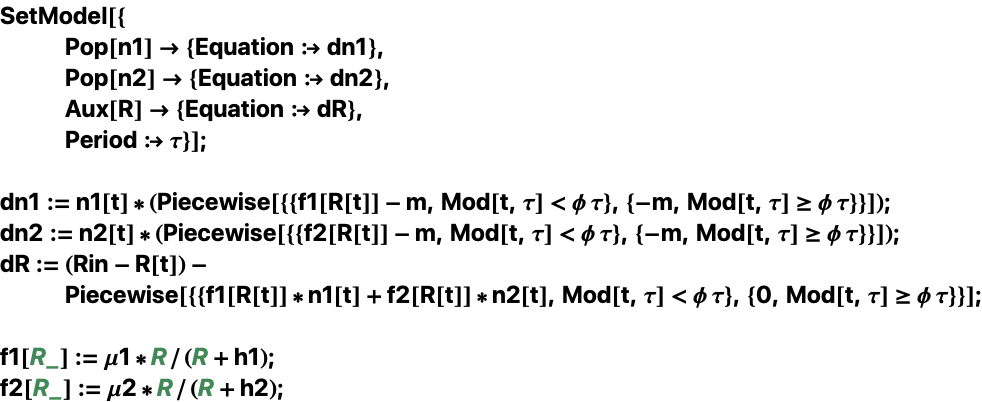 SetModel[{
Pop[n1] → {Equation :→ dn1},
Pop[n2] → {Equation :→ dn2},
Aux[R] → {Equation :→ dR},
Period :→ τ}];
dn1 := n1[t] * (Piecewise[{{f1[R[t]] − m, Mod[t, τ] < ϕ τ}, {−m, Mod[t, τ] ≥ ϕ τ}}]);
dn2 := n2[t] * (Piecewise[{{f2[R[t]] − m, Mod[t, τ] < ϕ τ}, {−m, Mod[t, τ] ≥ ϕ τ}}]);
dR := (Rin − R[t]) −
Piecewise[{{f1[R[t]] * n1[t] + f2[R[t]] * n2[t], Mod[t, τ] < ϕ τ}, {0, Mod[t, τ] ≥ ϕ τ}}];
f1[R_] := μ1 * R / (R + h1);
f2[R_] := μ2 * R / (R + h2);